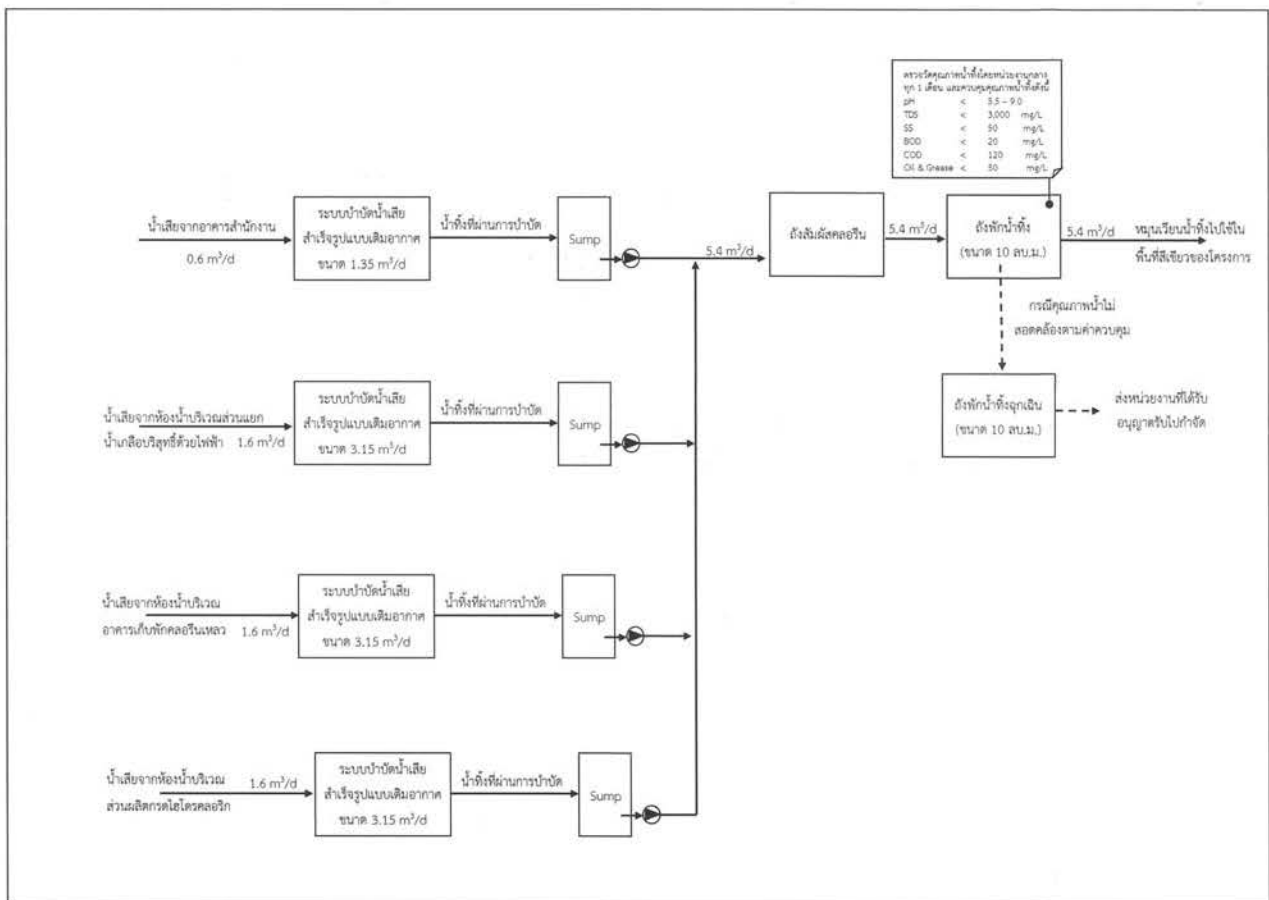 ตรวจวัดคุณภาพน้ำทิ้งโดยหน่วยงานกลาง
ทุก 1 เดือน และควบคุมคุณภาพน้ำทิ้งดังนี้
pH < 5.5 – 9.0
TDS < 3,000 mg/L
SS < 50 mg/L
BOD < 20 mg/L
COD < 120 mg/L
Oil & Grease < 50 mg/L
น้ำเสียจากอาคารสำนักงาน
0.6 m³/d
ระบบบำบัดน้ำเสีย
สำเร็จรูปแบบเติมอากาศ
ขนาด 1.35 m³/d
น้ำทิ้งที่ผ่านการบำบัด
Sump
5.4 m³/d
ถังสัมผัสคลอรีน
5.4 m³/d
ถังพักน้ำทิ้ง
(ขนาด 10 ลบ.ม.)
5.4 m³/d
หมุนเวียนน้ำทิ้งไปใช้ใน
พื้นที่สีเขียวของโครงการ
กรณีคุณภาพน้ำไม่
สอดคล้องตามค่าควบคุม
ถังพักน้ำทิ้งฉุกเฉิน
(ขนาด 10 ลบ.ม.)
ส่งหน่วยงานที่ได้รับ
อนุญาตรับไปกำจัด
น้ำเสียจากห้องน้ำบริเวณส่วนแยก
น้ำเกลือบริสุทธิ์ด้วยไฟฟ้า 1.6 m³/d
ระบบบำบัดน้ำเสีย
สำเร็จรูปแบบเติมอากาศ
ขนาด 3.15 m³/d
น้ำทิ้งที่ผ่านการบำบัด
Sump
น้ำเสียจากห้องน้ำบริเวณ
อาคารเก็บพักคลอรีนเหลว 1.6 m³/d
ระบบบำบัดน้ำเสีย
สำเร็จรูปแบบเติมอากาศ
ขนาด 3.15 m³/d
น้ำทิ้งที่ผ่านการบำบัด
Sump
น้ำเสียจากห้องน้ำบริเวณ 1.6 m³/d
ส่วนผลิตกรดไฮโดรคลอริก
ระบบบำบัดน้ำเสีย
สำเร็จรูปแบบเติมอากาศ
ขนาด 3.15 m³/d
น้ำทิ้งที่ผ่านการบำบัด
Sump